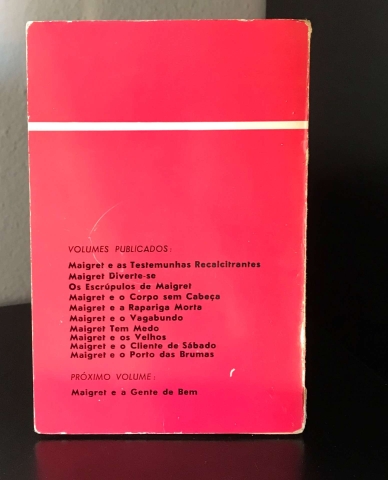 VOLUMES PUBLICADOS:
Maigret e as Testemunhas Recalcitrantes
Maigret Diverte-se
Os Escrúpulos de Maigret
Maigret e o Corpo sem Cabeça
Maigret e a Rapariga Morta
Maigret e o Vagabundo
Maigret Tem Medo
Maigret e os Velhos
Maigret e o Cliente de Sábado
Maigret e o Porto das Brumas
PRÓXIMO VOLUME:
Maigret e a Gente de Bem